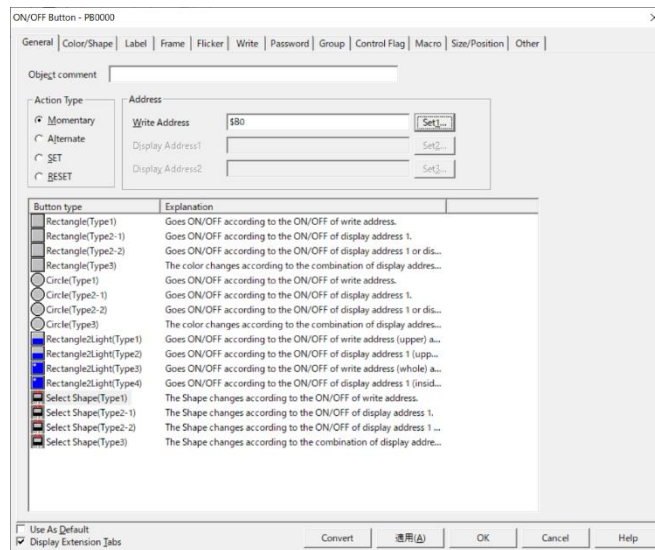 ON/OFF Button - PB0000
General Color/Shape Label Frame Flicker Write Password Group Control Flag Macro Size/Position Other
Object comment
Action Type
Momentary
Alternate
SET
RESET
Address
Write Address $B0 Set1...
Display Address1 Set2...
Display Address2 Set3...
Button type Explanation
Rectangle(Type1) Goes ON/OFF according to the ON/OFF of write address.
Rectangle(Type2-1) Goes ON/OFF according to the ON/OFF of display address 1.
Rectangle(Type2-2) Goes ON/OFF according to the ON/OFF of display address 1 or dis...
Rectangle(Type3) The color changes according to the combination of display addres...
Circle(Type1) Goes ON/OFF according to the ON/OFF of write address.
Circle(Type2-1) Goes ON/OFF according to the ON/OFF of display address 1.
Circle(Type2-2) Goes ON/OFF according to the ON/OFF of display address 1 or dis...
Circle(Type3) The color changes according to the combination of display addres...
Rectangle2Light(Type1) Goes ON/OFF according to the ON/OFF of write address (upper) a...
Rectangle2Light(Type2) Goes ON/OFF according to the ON/OFF of display address 1 (upp...
Rectangle2Light(Type3) Goes ON/OFF according to the ON/OFF of write address (whole) a...
Rectangle2Light(Type4) Goes ON/OFF according to the ON/OFF of display address 1 (insid...
Select Shape(Type1) The Shape changes according to the ON/OFF of write address.
Select Shape(Type2-1) The Shape changes according to the ON/OFF of display address 1.
Select Shape(Type2-2) The Shape changes according to the ON/OFF of display address 1 ...
Select Shape(Type3) The Shape changes according to the combination of display addre...
Use As Default
Display Extension Tabs
Convert 適用(A) OK Cancel Help